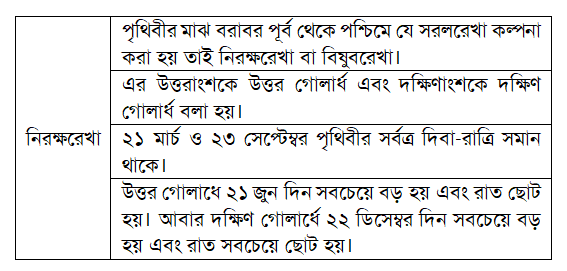 পৃথিবীর মাঝ বরাবর পূর্ব থেকে পশ্চিমে যে সরলরেখা কল্পনা
করা হয় তাই নিরক্ষরেখা বা বিষুবরেখা।
এর উত্তরাংশকে উত্তর গোলার্ধ এবং দক্ষিণাংশকে দক্ষিণ
গোলার্ধ বলা হয়।
নিরক্ষরেখা
২১ মার্চ ও ২৩ সেপ্টেম্বর পৃথিবীর সর্বত্র দিবা-রাত্রি সমান
থাকে।
উত্তর গোলাধে ২১ জুন দিন সবচেয়ে বড় হয় এবং রাত ছোট
হয়। আবার দক্ষিণ গোলার্ধে ২২ ডিসেম্বর দিন সবচেয়ে বড়
হয় এবং রাত সবচেয়ে ছোট হয়।